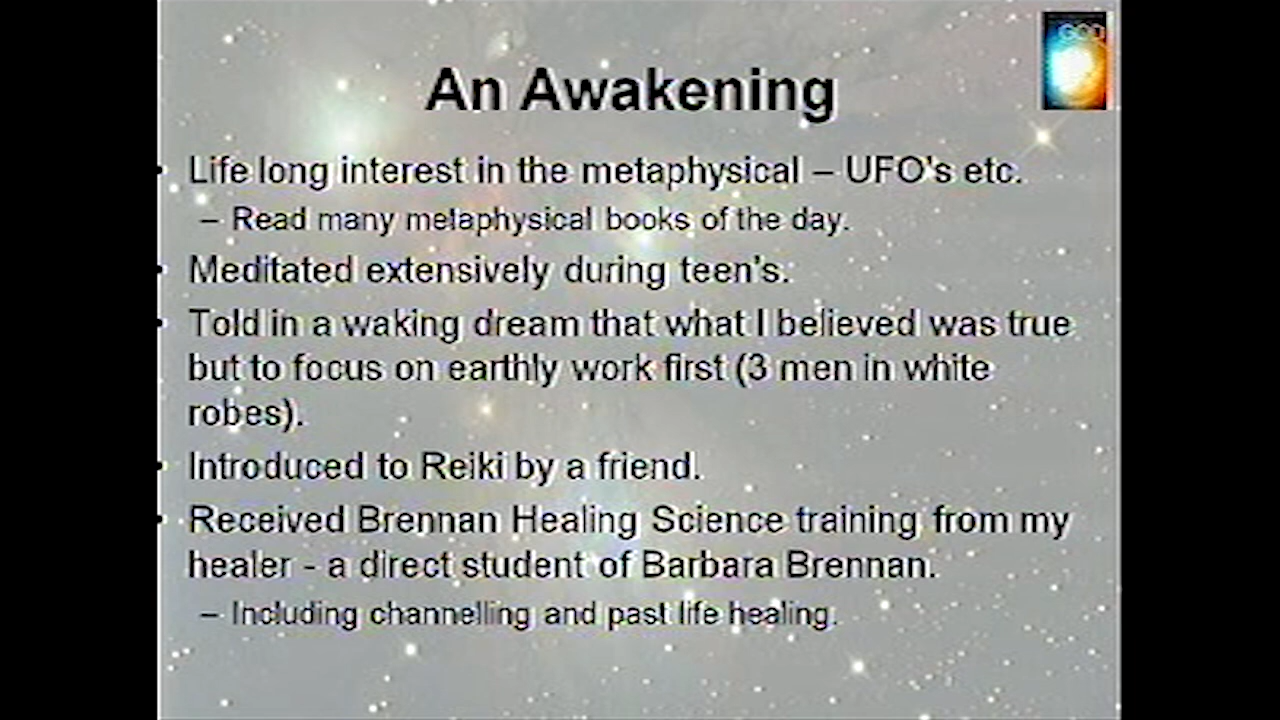 GOD
An Awakening
• Life long interest in the metaphysical – UFO's etc.
– Read many metaphysical books of the day.
• Meditated extensively during teen's.
• Told in a waking dream that what I believed was true
but to focus on earthly work first (3 men in white
robes).
• Introduced to Reiki by a friend.
• Received Brennan Healing Science training from my
healer - a direct student of Barbara Brennan.
– Including channelling and past life healing.